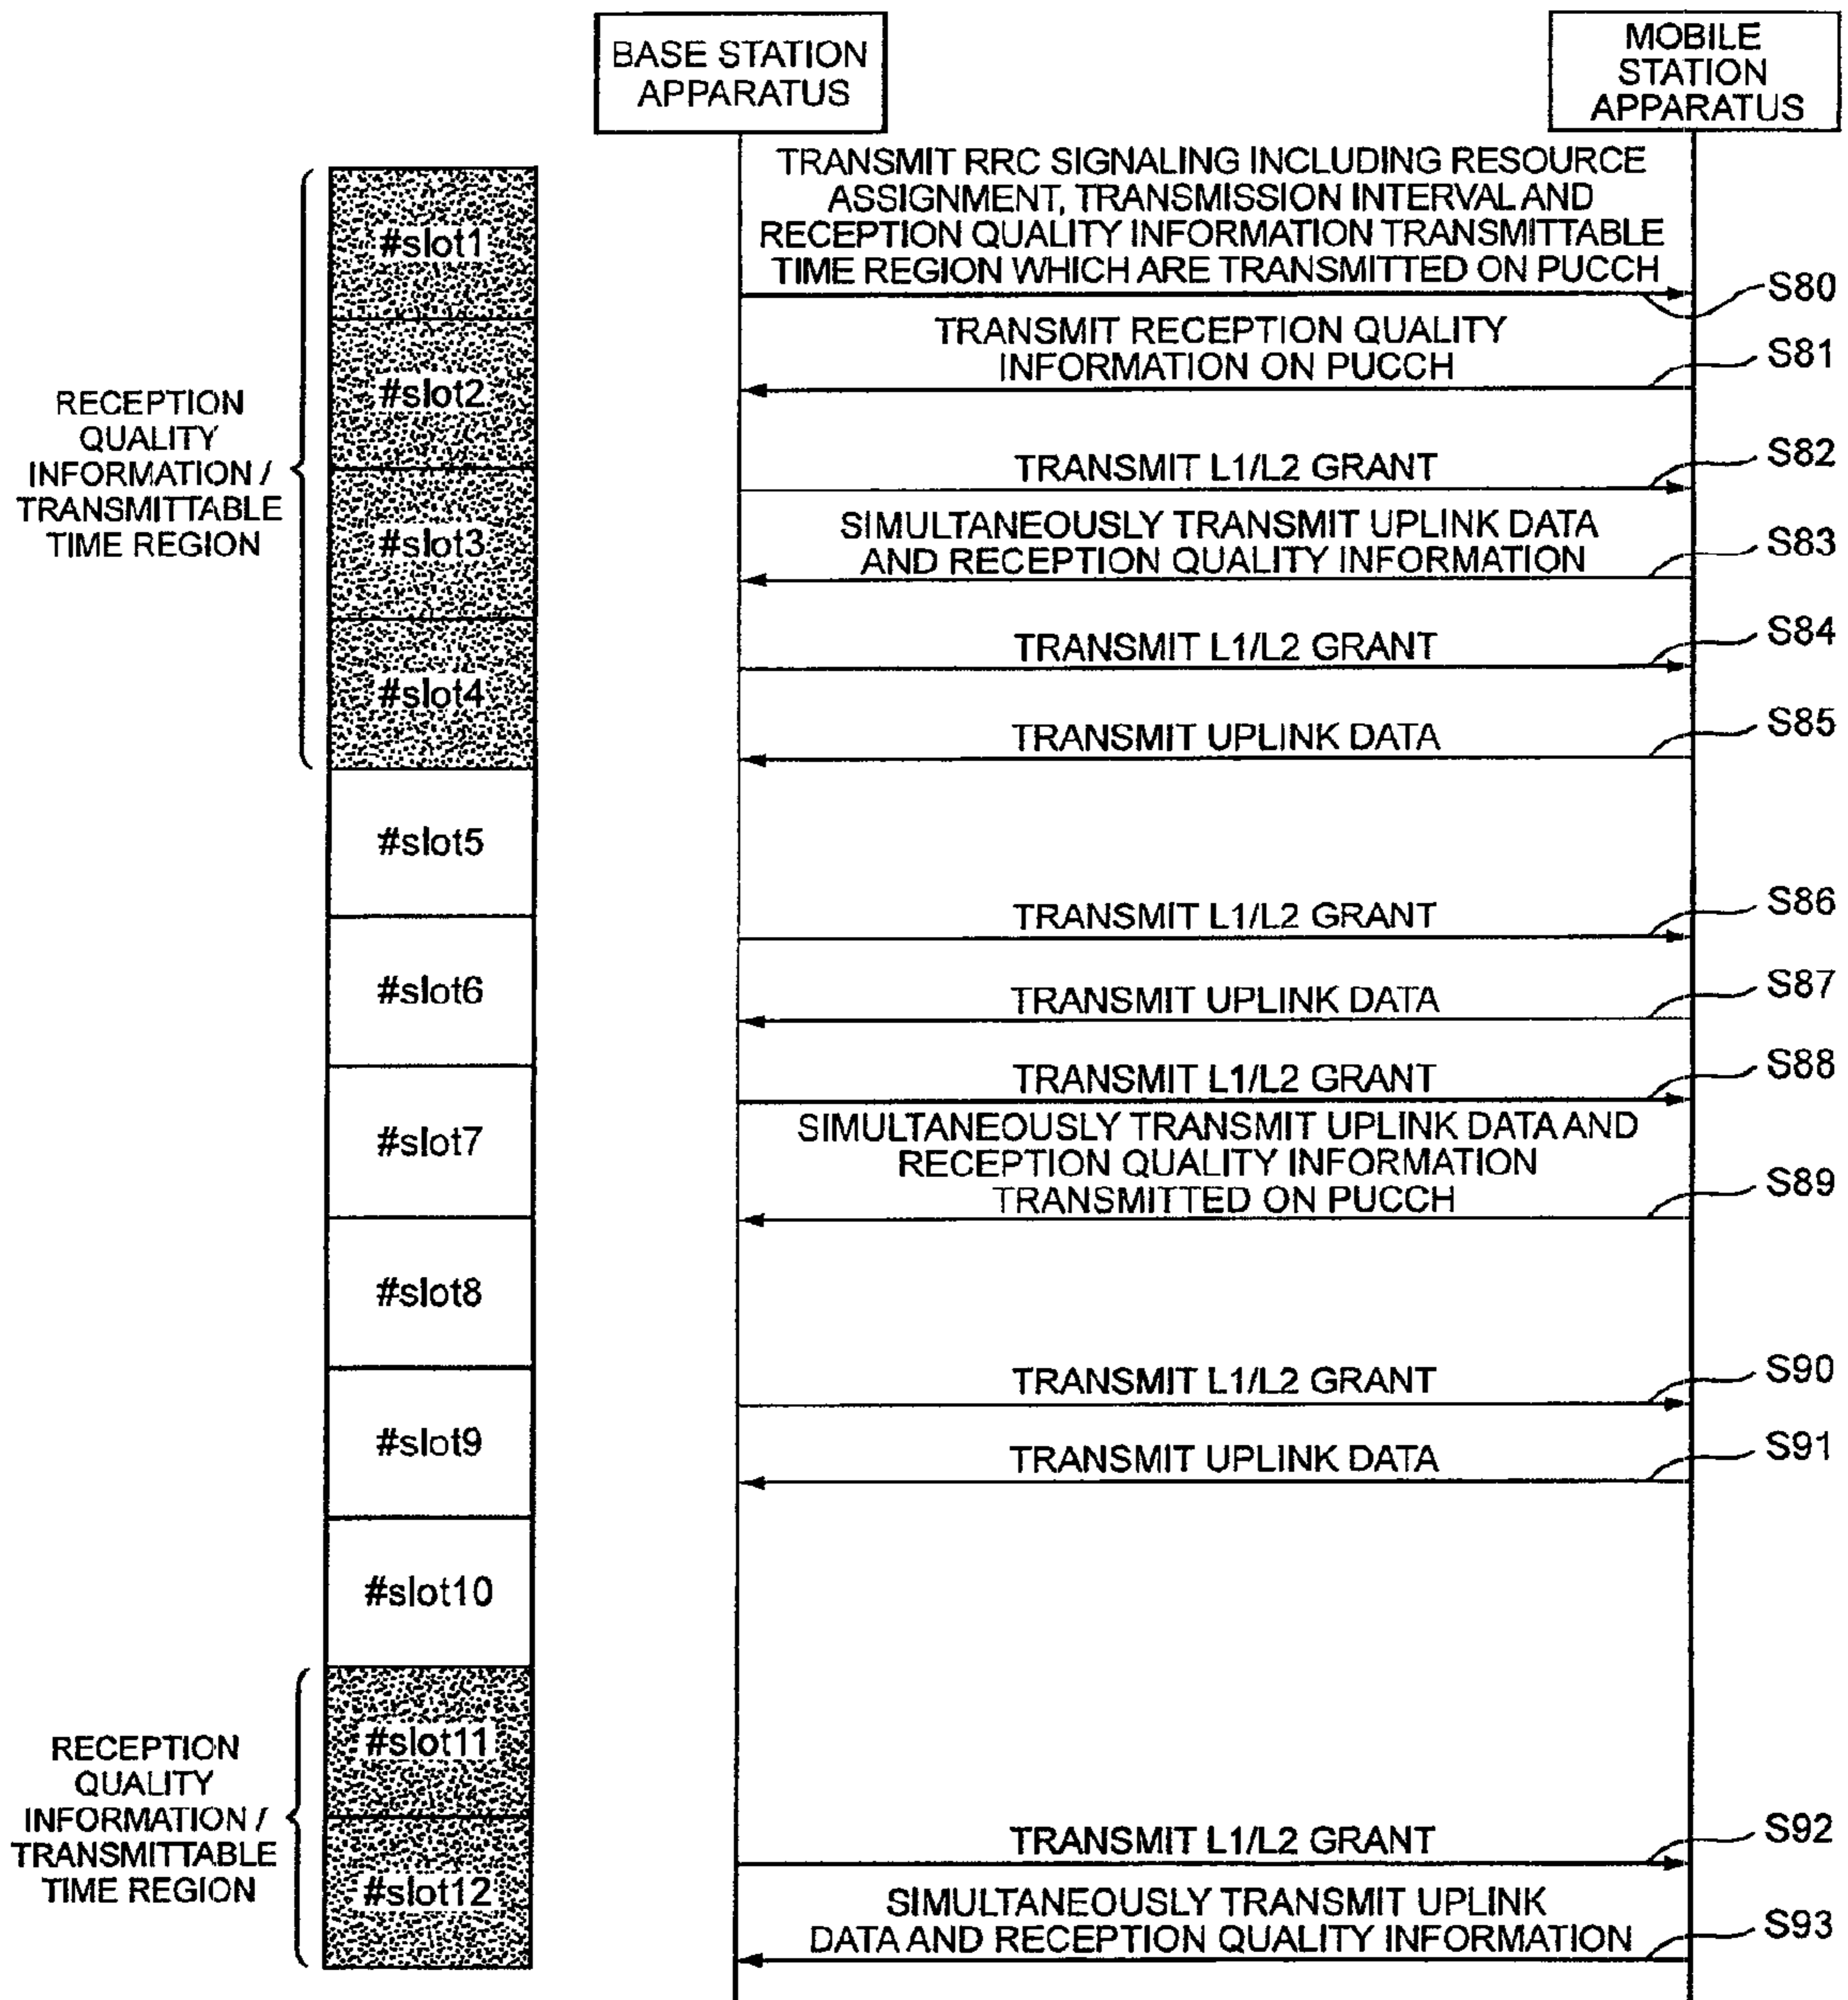 BASE STATION
APPARATUS
MOBILE
STATION
APPARATUS
TRANSMIT RRC SIGNALING INCLUDING RESOURCE
ASSIGNMENT, TRANSMISSION INTERVAL AND
RECEPTION QUALITY INFORMATION TRANSMITTABLE
TIME REGION WHICH ARE TRANSMITTED ON PUCCH
S80
TRANSMIT RECEPTION QUALITY
INFORMATION ON PUCCH
S81
TRANSMIT L1/L2 GRANT
S82
SIMULTANEOUSLY TRANSMIT UPLINK DATA
AND RECEPTION QUALITY INFORMATION
S83
TRANSMIT L1/L2 GRANT
S84
TRANSMIT UPLINK DATA
S85
TRANSMIT L1/L2 GRANT
S86
TRANSMIT UPLINK DATA
S87
TRANSMIT L1/L2 GRANT
S88
SIMULTANEOUSLY TRANSMIT UPLINK DATA AND
RECEPTION QUALITY INFORMATION
TRANSMITTED ON PUCCH
S89
TRANSMIT L1/L2 GRANT
S90
TRANSMIT UPLINK DATA
S91
TRANSMIT L1/L2 GRANT
S92
SIMULTANEOUSLY TRANSMIT UPLINK
DATA AND RECEPTION QUALITY INFORMATION
S93
RECEPTION
QUALITY
INFORMATION /
TRANSMITTABLE
TIME REGION
#slot1
#slot2
#slot3
#slot4
#slot5
#slot6
#slot7
#slot8
#slot9
#slot10
RECEPTION
QUALITY
INFORMATION /
TRANSMITTABLE
TIME REGION
#slot11
#slot12